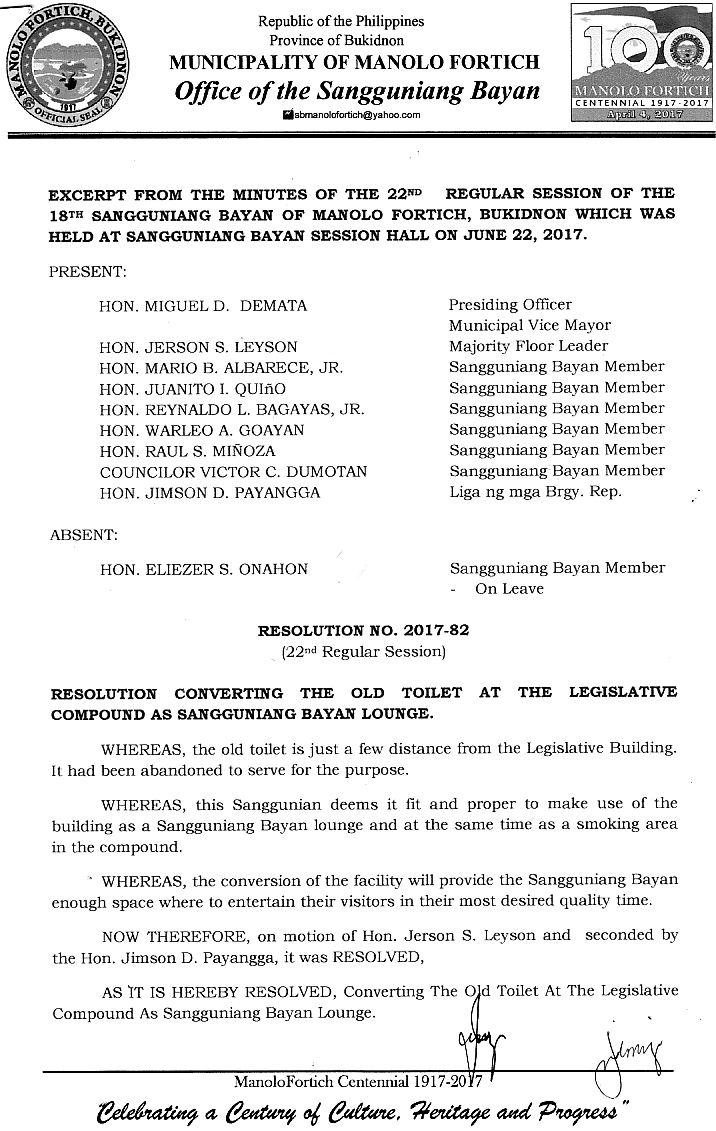 MANOLO FORTICH, BUKIDNON
1917
OFFICIAL SEAL
Republic of the Philippines
Province of Bukidnon
MUNICIPALITY OF MANOLO FORTICH
Office of the Sangguniang Bayan
sbmanolofortich@yahoo.com
100
Years
MANOLO FORTICH
CENTENNIAL 1917-2017
April 4, 2017
EXCERPT FROM THE MINUTES OF THE 22ND REGULAR SESSION OF THE
18TH SANGGUNIANG BAYAN OF MANOLO FORTICH, BUKIDNON WHICH WAS
HELD AT SANGGUNIANG BAYAN SESSION HALL ON JUNE 22, 2017.
PRESENT:
HON. MIGUEL D. DEMATA Presiding Officer
Municipal Vice Mayor
HON. JERSON S. LEYSON Majority Floor Leader
HON. MARIO B. ALBARECE, JR. Sangguniang Bayan Member
HON. JUANITO I. QUIñO Sangguniang Bayan Member
HON. REYNALDO L. BAGAYAS, JR. Sangguniang Bayan Member
HON. WARLEO A. GOAYAN Sangguniang Bayan Member
HON. RAUL S. MIÑOZA Sangguniang Bayan Member
COUNCILOR VICTOR C. DUMOTAN Sangguniang Bayan Member
HON. JIMSON D. PAYANGGA Liga ng mga Brgy. Rep.
ABSENT:
HON. ELIEZER S. ONAHON Sangguniang Bayan Member
- On Leave
RESOLUTION NO. 2017-82
(22nd Regular Session)
RESOLUTION CONVERTING THE OLD TOILET AT THE LEGISLATIVE
COMPOUND AS SANGGUNIANG BAYAN LOUNGE.
WHEREAS, the old toilet is just a few distance from the Legislative Building.
It had been abandoned to serve for the purpose.
WHEREAS, this Sanggunian deems it fit and proper to make use of the
building as a Sangguniang Bayan lounge and at the same time as a smoking area
in the compound.
WHEREAS, the conversion of the facility will provide the Sangguniang Bayan
enough space where to entertain their visitors in their most desired quality time.
NOW THEREFORE, on motion of Hon. Jerson S. Leyson and seconded by
the Hon. Jimson D. Payangga, it was RESOLVED,
AS IT IS HEREBY RESOLVED, Converting The Old Toilet At The Legislative
Compound As Sangguniang Bayan Lounge.
ManoloFortich Centennial 1917-2017
"Celebrating a Century of Culture, Heritage and Progress"